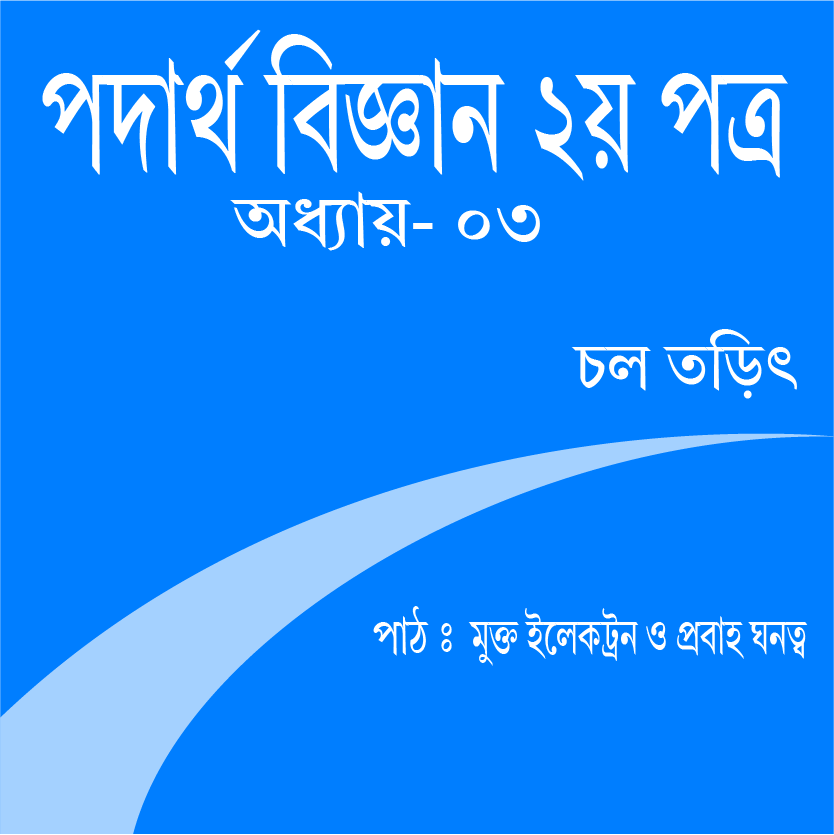 পদার্থ বিজ্ঞান ২য় পত্র
অধ্যায়- ০৩
চল তড়িৎ
পাঠ ঃ মুক্ত ইলেকট্রন ও প্রবাহ ঘনত্ব